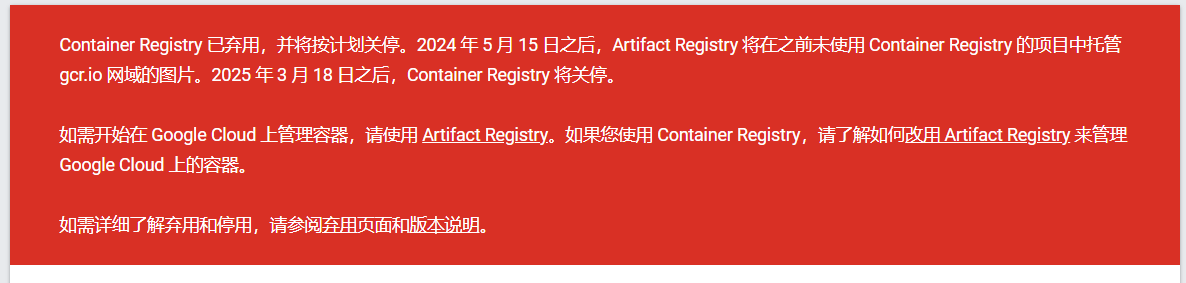 Container Registry 已弃用，并将按计划关停。2024 年 5 月 15 日之后，Artifact Registry 将在之前未使用 Container Registry 的项目中托管
gcr.io 网域的图片。2025 年 3 月 18 日之后，Container Registry 将关停。
如需开始在 Google Cloud 上管理容器，请使用 Artifact Registry。如果您使用 Container Registry，请了解如何改用 Artifact Registry 来管理
Google Cloud 上的容器。
如需详细了解弃用和停用，请参阅弃用页面和版本说明。